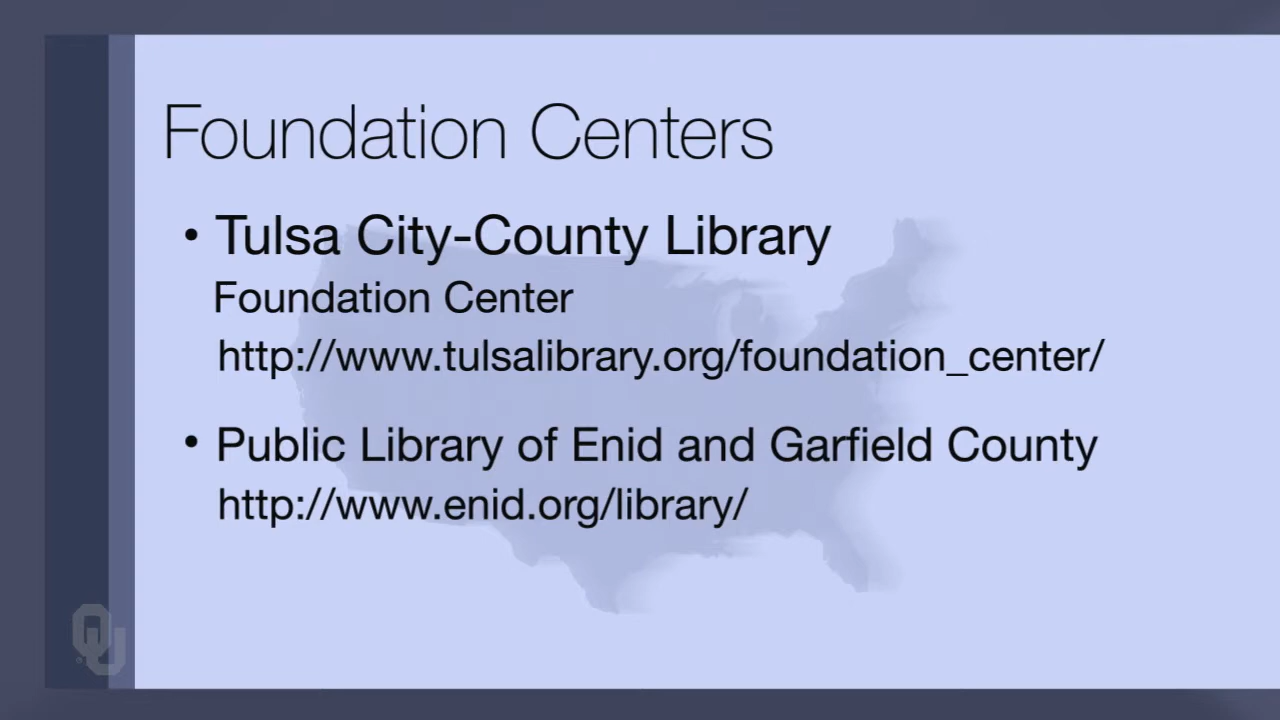 Foundation Centers
• Tulsa City-County Library
Foundation Center
http://www.tulsalibrary.org/foundation_center/
• Public Library of Enid and Garfield County
http://www.enid.org/library/
OU